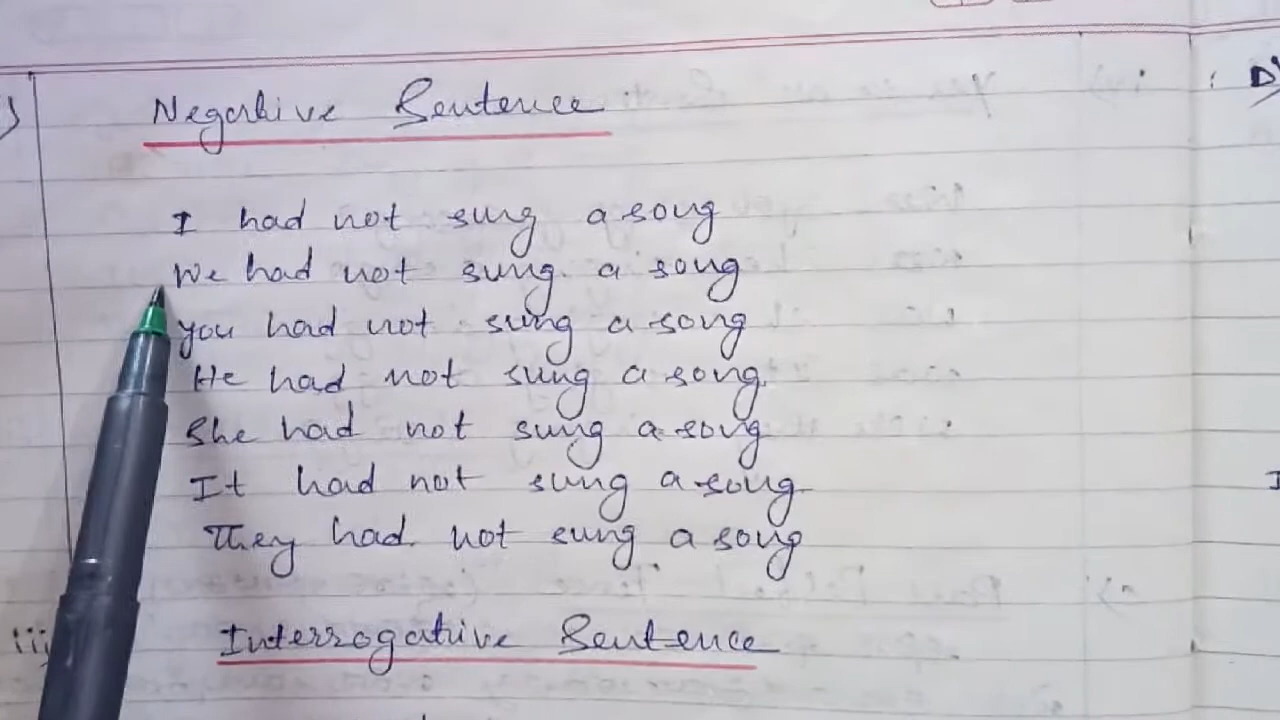 Negative Sentence
I had not sung a song
We had not sung a song
you had not sung a song
He had not sung a song.
She had not sung a song
It had not sung a song
They had not sung a song
iii)
Interrogative Sentence